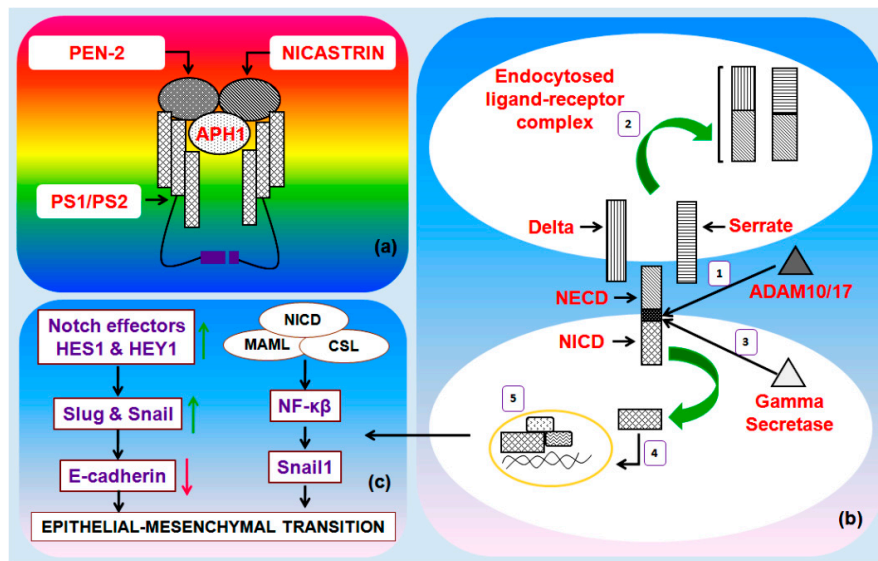 PEN-2
NICASTRIN
APH1
PS1/PS2
(a)
Endocytosed
ligand-receptor
complex
2
Delta
Serrate
1
ADAM10/17
NECD
NICD
3
Gamma
Secretase
4
5
(b)
Notch effectors
HES1 & HEY1
Slug & Snail
E-cadherin
NICD
MAML
CSL
NF-κβ
Snail1
(c)
EPITHELIAL-MESENCHYMAL TRANSITION